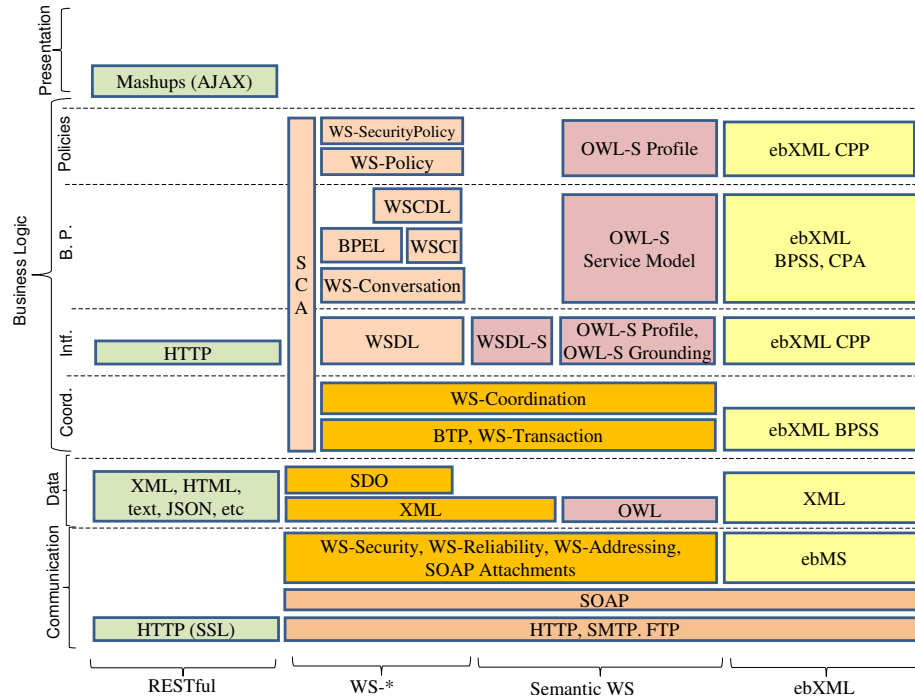 Presentation
Mashups (AJAX)
Business Logic
Policies
SCA
WS-SecurityPolicy
WS-Policy
OWL-S Profile
ebXML CPP
B. P.
WSCDL
BPEL
WSCI
WS-Conversation
OWL-S
Service Model
ebXML
BPSS, CPA
Intf.
HTTP
WSDL
WSDL-S
OWL-S Profile,
OWL-S Grounding
ebXML CPP
Coord.
WS-Coordination
BTP, WS-Transaction
ebXML BPSS
Data
XML, HTML,
text, JSON, etc
SDO
XML
OWL
XML
Communication
WS-Security, WS-Reliability, WS-Addressing,
SOAP Attachments
ebMS
SOAP
HTTP (SSL)
HTTP, SMTP. FTP
RESTful
WS-*
Semantic WS
ebXML